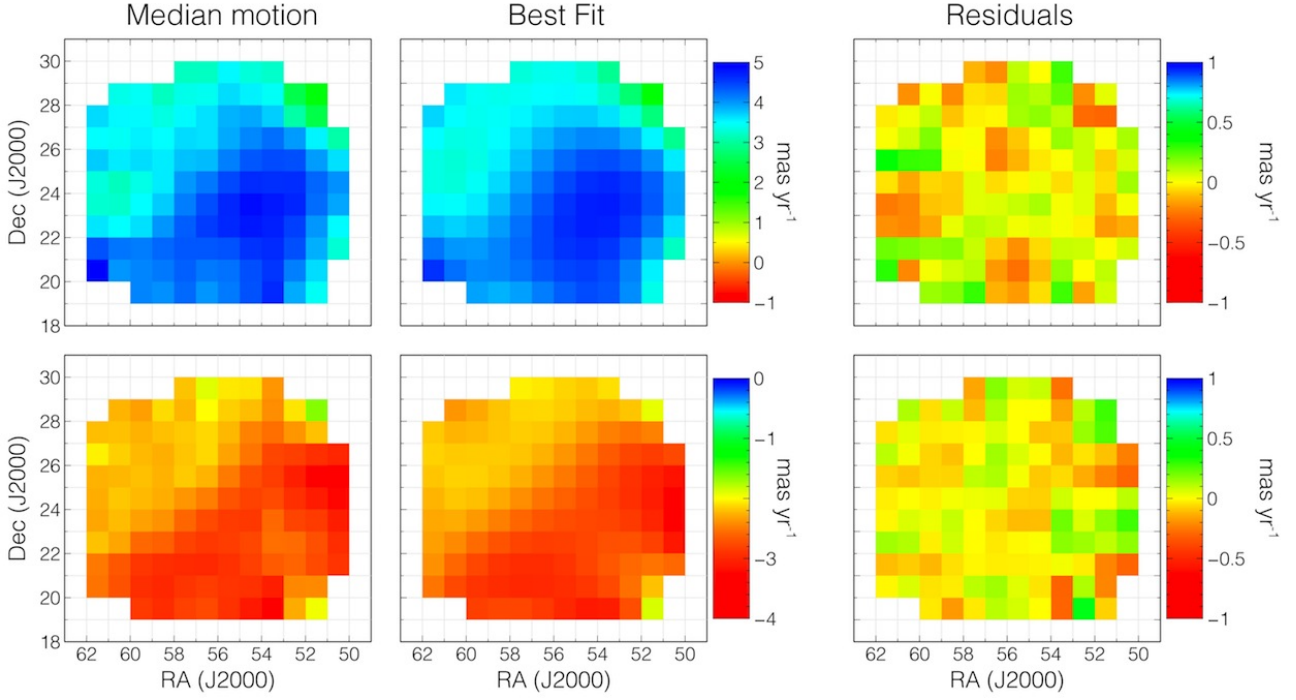 Median motion
Best Fit
Residuals
Dec (J2000)
30
28
26
24
22
20
18
5
4
3
2
1
0
−1
mas yr⁻¹
1
0.5
0
−0.5
−1
mas yr⁻¹
Dec (J2000)
30
28
26
24
22
20
18
0
−1
−2
−3
−4
mas yr⁻¹
1
0.5
0
−0.5
−1
mas yr⁻¹
62 60 58 56 54 52 50
62 60 58 56 54 52 50
62 60 58 56 54 52 50
RA (J2000)
RA (J2000)
RA (J2000)